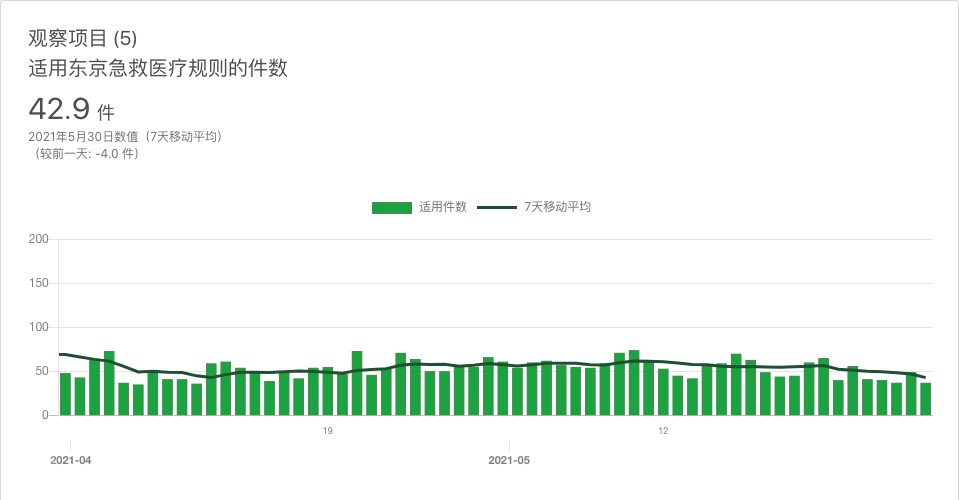 观察项目 (5)
适用东京急救医疗规则的件数
42.9 件
2021年5月30日数值（7天移动平均）
（较前一天: -4.0 件）
适用件数 7天移动平均
200
150
100
50
0
19 12
2021-04 2021-05